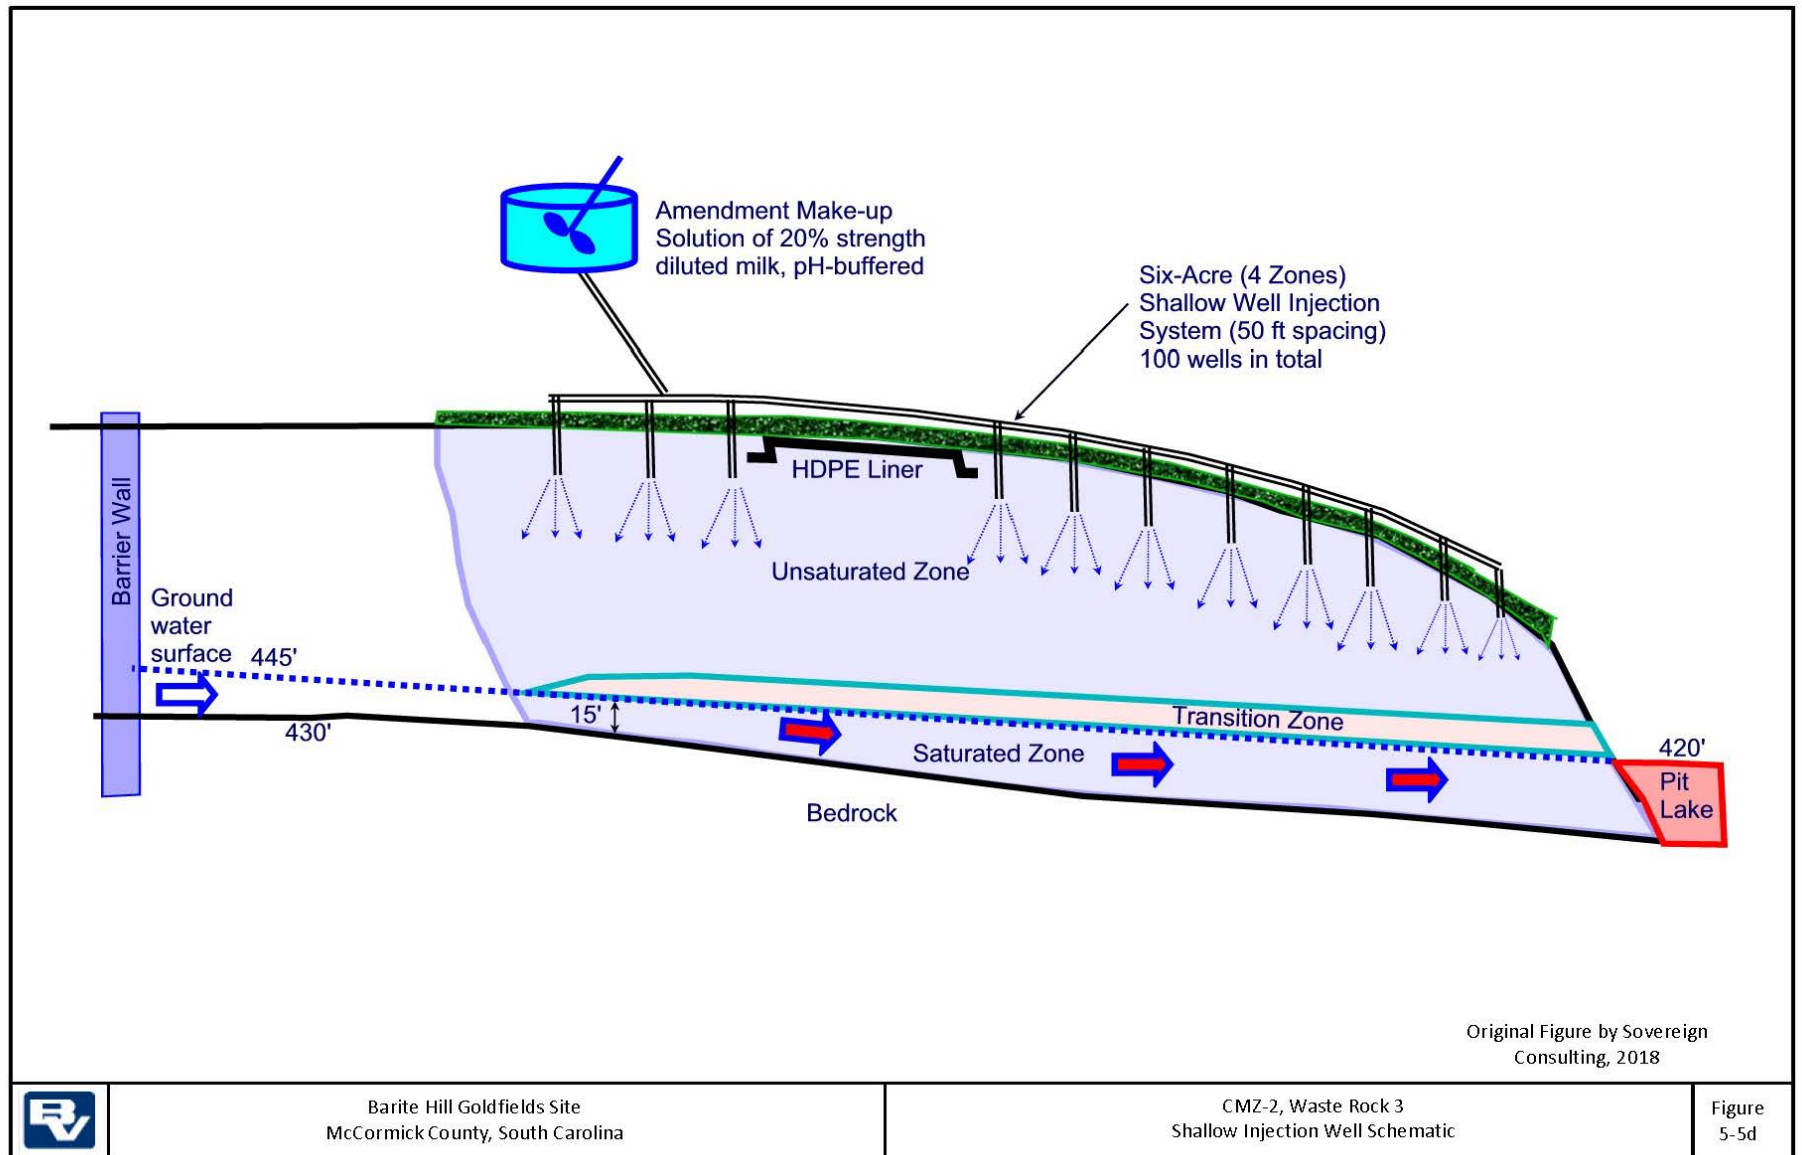 Amendment Make-up
Solution of 20% strength
diluted milk, pH-buffered
Six-Acre (4 Zones)
Shallow Well Injection
System (50 ft spacing)
100 wells in total
HDPE Liner
Barrier Wall
Unsaturated Zone
Ground
water
surface
445'
15'
Transition Zone
430'
Saturated Zone
420'
Pit
Lake
Bedrock
Original Figure by Sovereign
Consulting, 2018
BV
Barite Hill Goldfields Site
McCormick County, South Carolina
CMZ-2, Waste Rock 3
Shallow Injection Well Schematic
Figure
5-5d